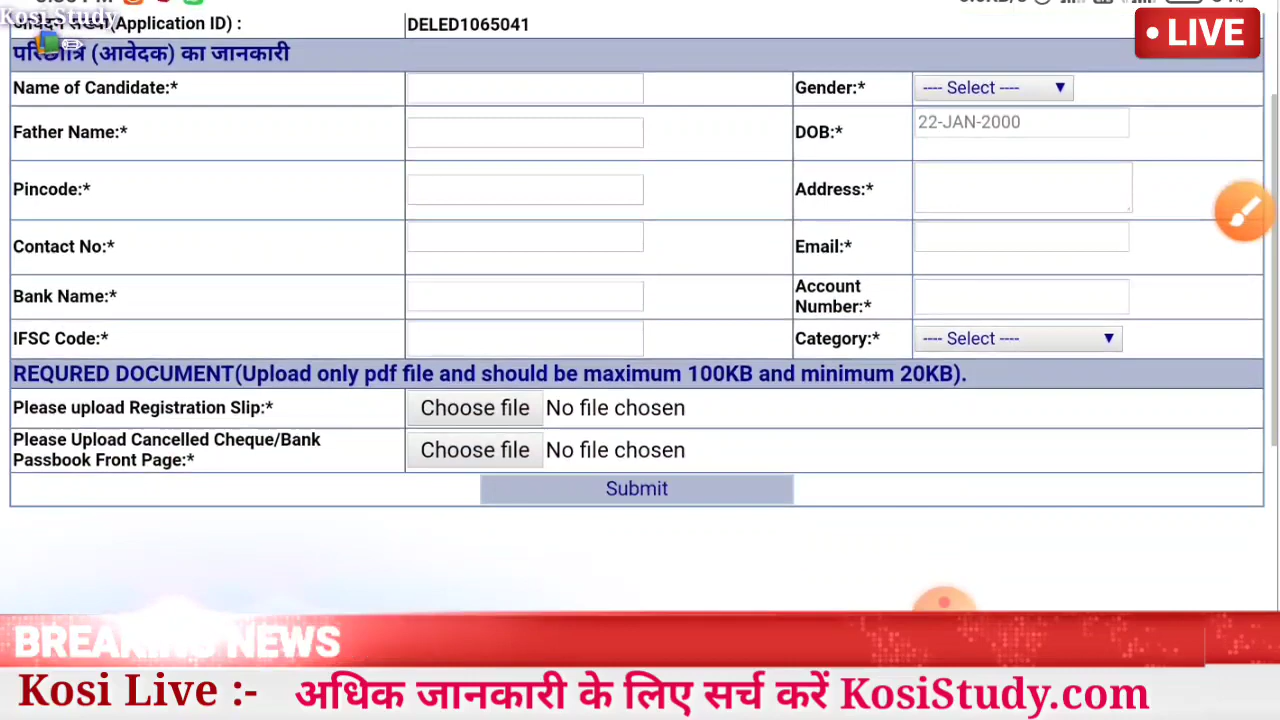 Kosi Study
आवेदन संख्या(Application ID) : DELED1065041
LIVE
(आवेदक) का जानकारी
Name of Candidate:* Gender:* ---- Select ----
Father Name:* DOB:* 22-JAN-2000
Pincode:* Address:*
Contact No:* Email:*
Bank Name:* Account Number:*
IFSC Code:* Category:* ---- Select ----
REQURED DOCUMENT(Upload only pdf file and should be maximum 100KB and minimum 20KB).
Please upload Registration Slip:* Choose file No file chosen
Please Upload Cancelled Cheque/Bank Passbook Front Page:* Choose file No file chosen
Submit
BREAKING NEWS
Kosi Live :- अधिक जानकारी के लिए सर्च करें KosiStudy.com